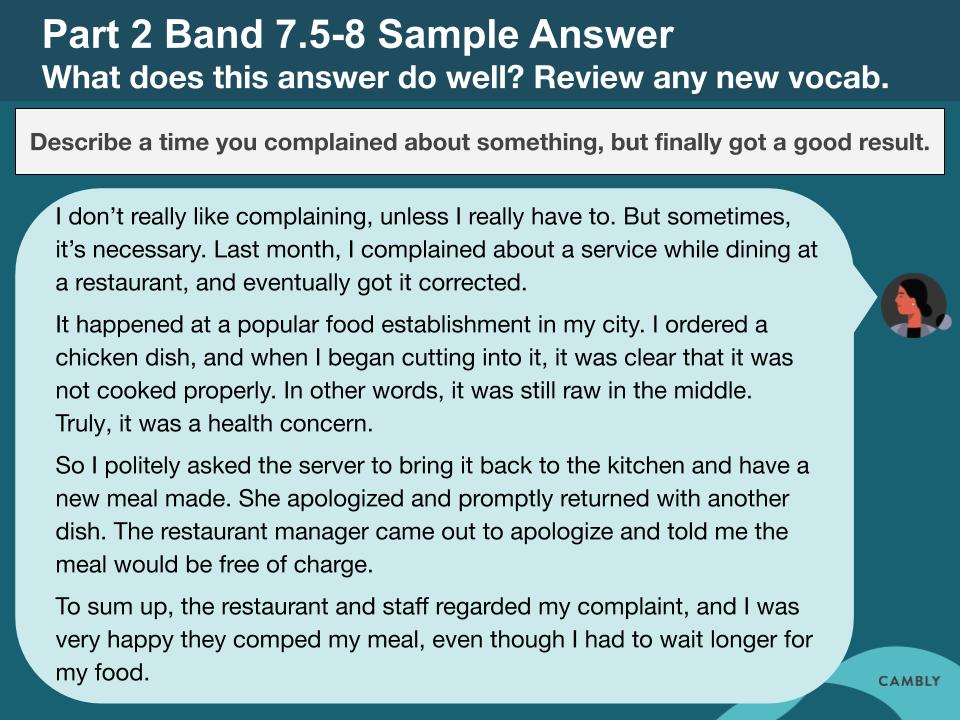 Part 2 Band 7.5-8 Sample Answer
What does this answer do well? Review any new vocab.
Describe a time you complained about something, but finally got a good result.
I don’t really like complaining, unless I really have to. But sometimes,
it’s necessary. Last month, I complained about a service while dining at
a restaurant, and eventually got it corrected.
It happened at a popular food establishment in my city. I ordered a
chicken dish, and when I began cutting into it, it was clear that it was
not cooked properly. In other words, it was still raw in the middle.
Truly, it was a health concern.
So I politely asked the server to bring it back to the kitchen and have a
new meal made. She apologized and promptly returned with another
dish. The restaurant manager came out to apologize and told me the
meal would be free of charge.
To sum up, the restaurant and staff regarded my complaint, and I was
very happy they comped my meal, even though I had to wait longer for
my food.
CAMBLY